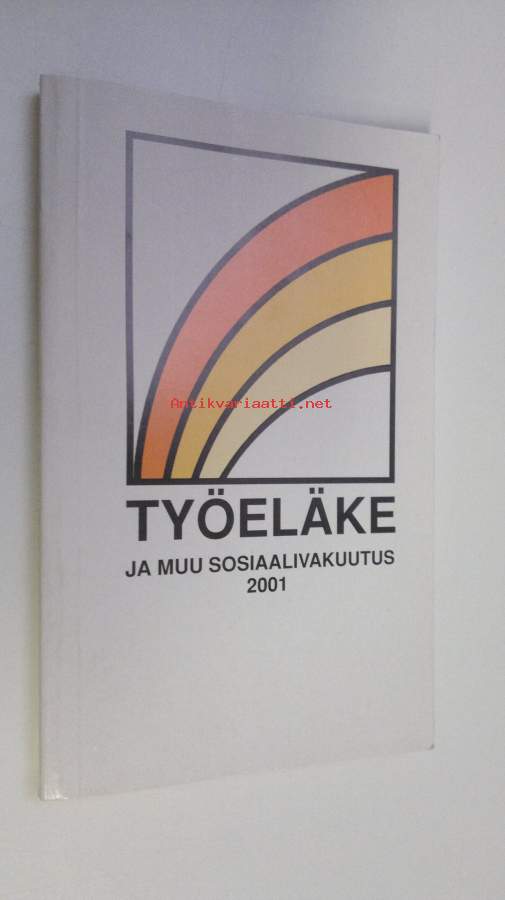 Antikvariaatti.net
TYÖELÄKE
JA MUU SOSIAALIVAKUUTUS
2001